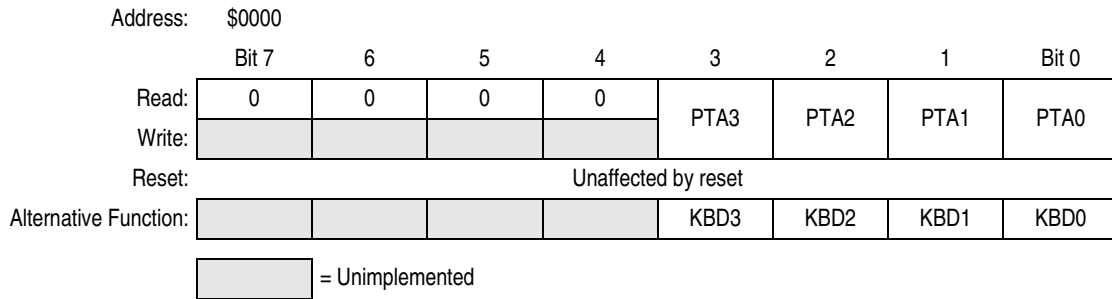 Address: $0000
Bit 7 6 5 4 3 2 1 Bit 0
Read: 0 0 0 0 PTA3 PTA2 PTA1 PTA0
Write:
Reset: Unaffected by reset
Alternative Function: KBD3 KBD2 KBD1 KBD0
= Unimplemented